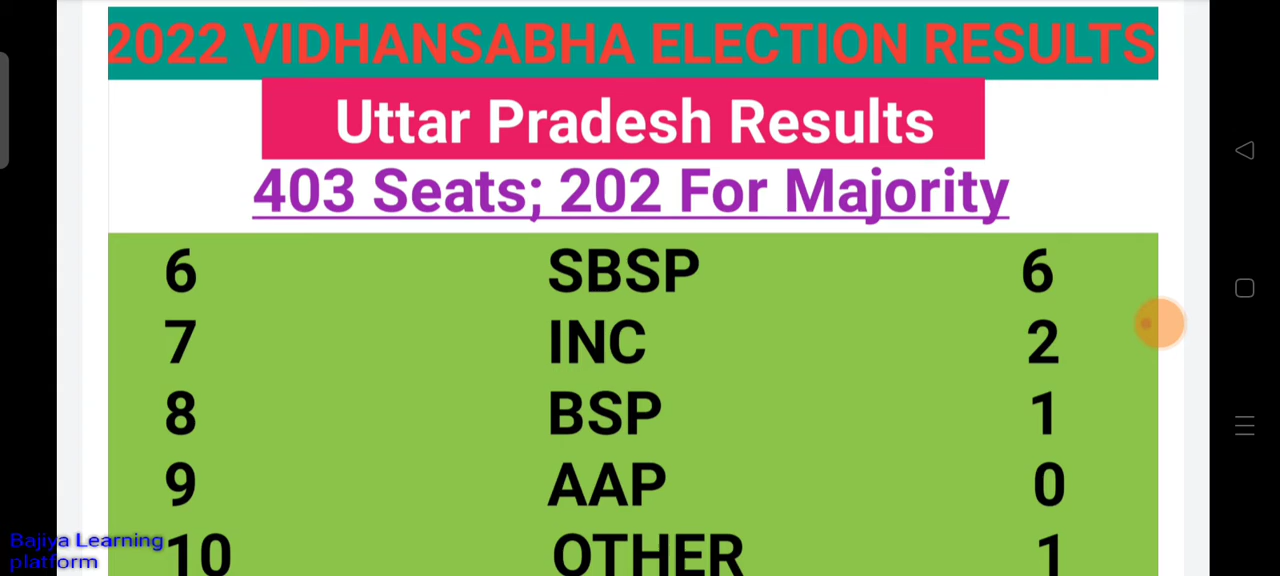 2022 VIDHANSABHA ELECTION RESULTS
Uttar Pradesh Results
403 Seats; 202 For Majority
6 SBSP 6
7 INC 2
8 BSP 1
9 AAP 0
10 OTHER 1
Bajiya Learning
platform